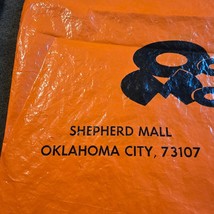 SHEPHERD MALL
OKLAHOMA CITY, 73107